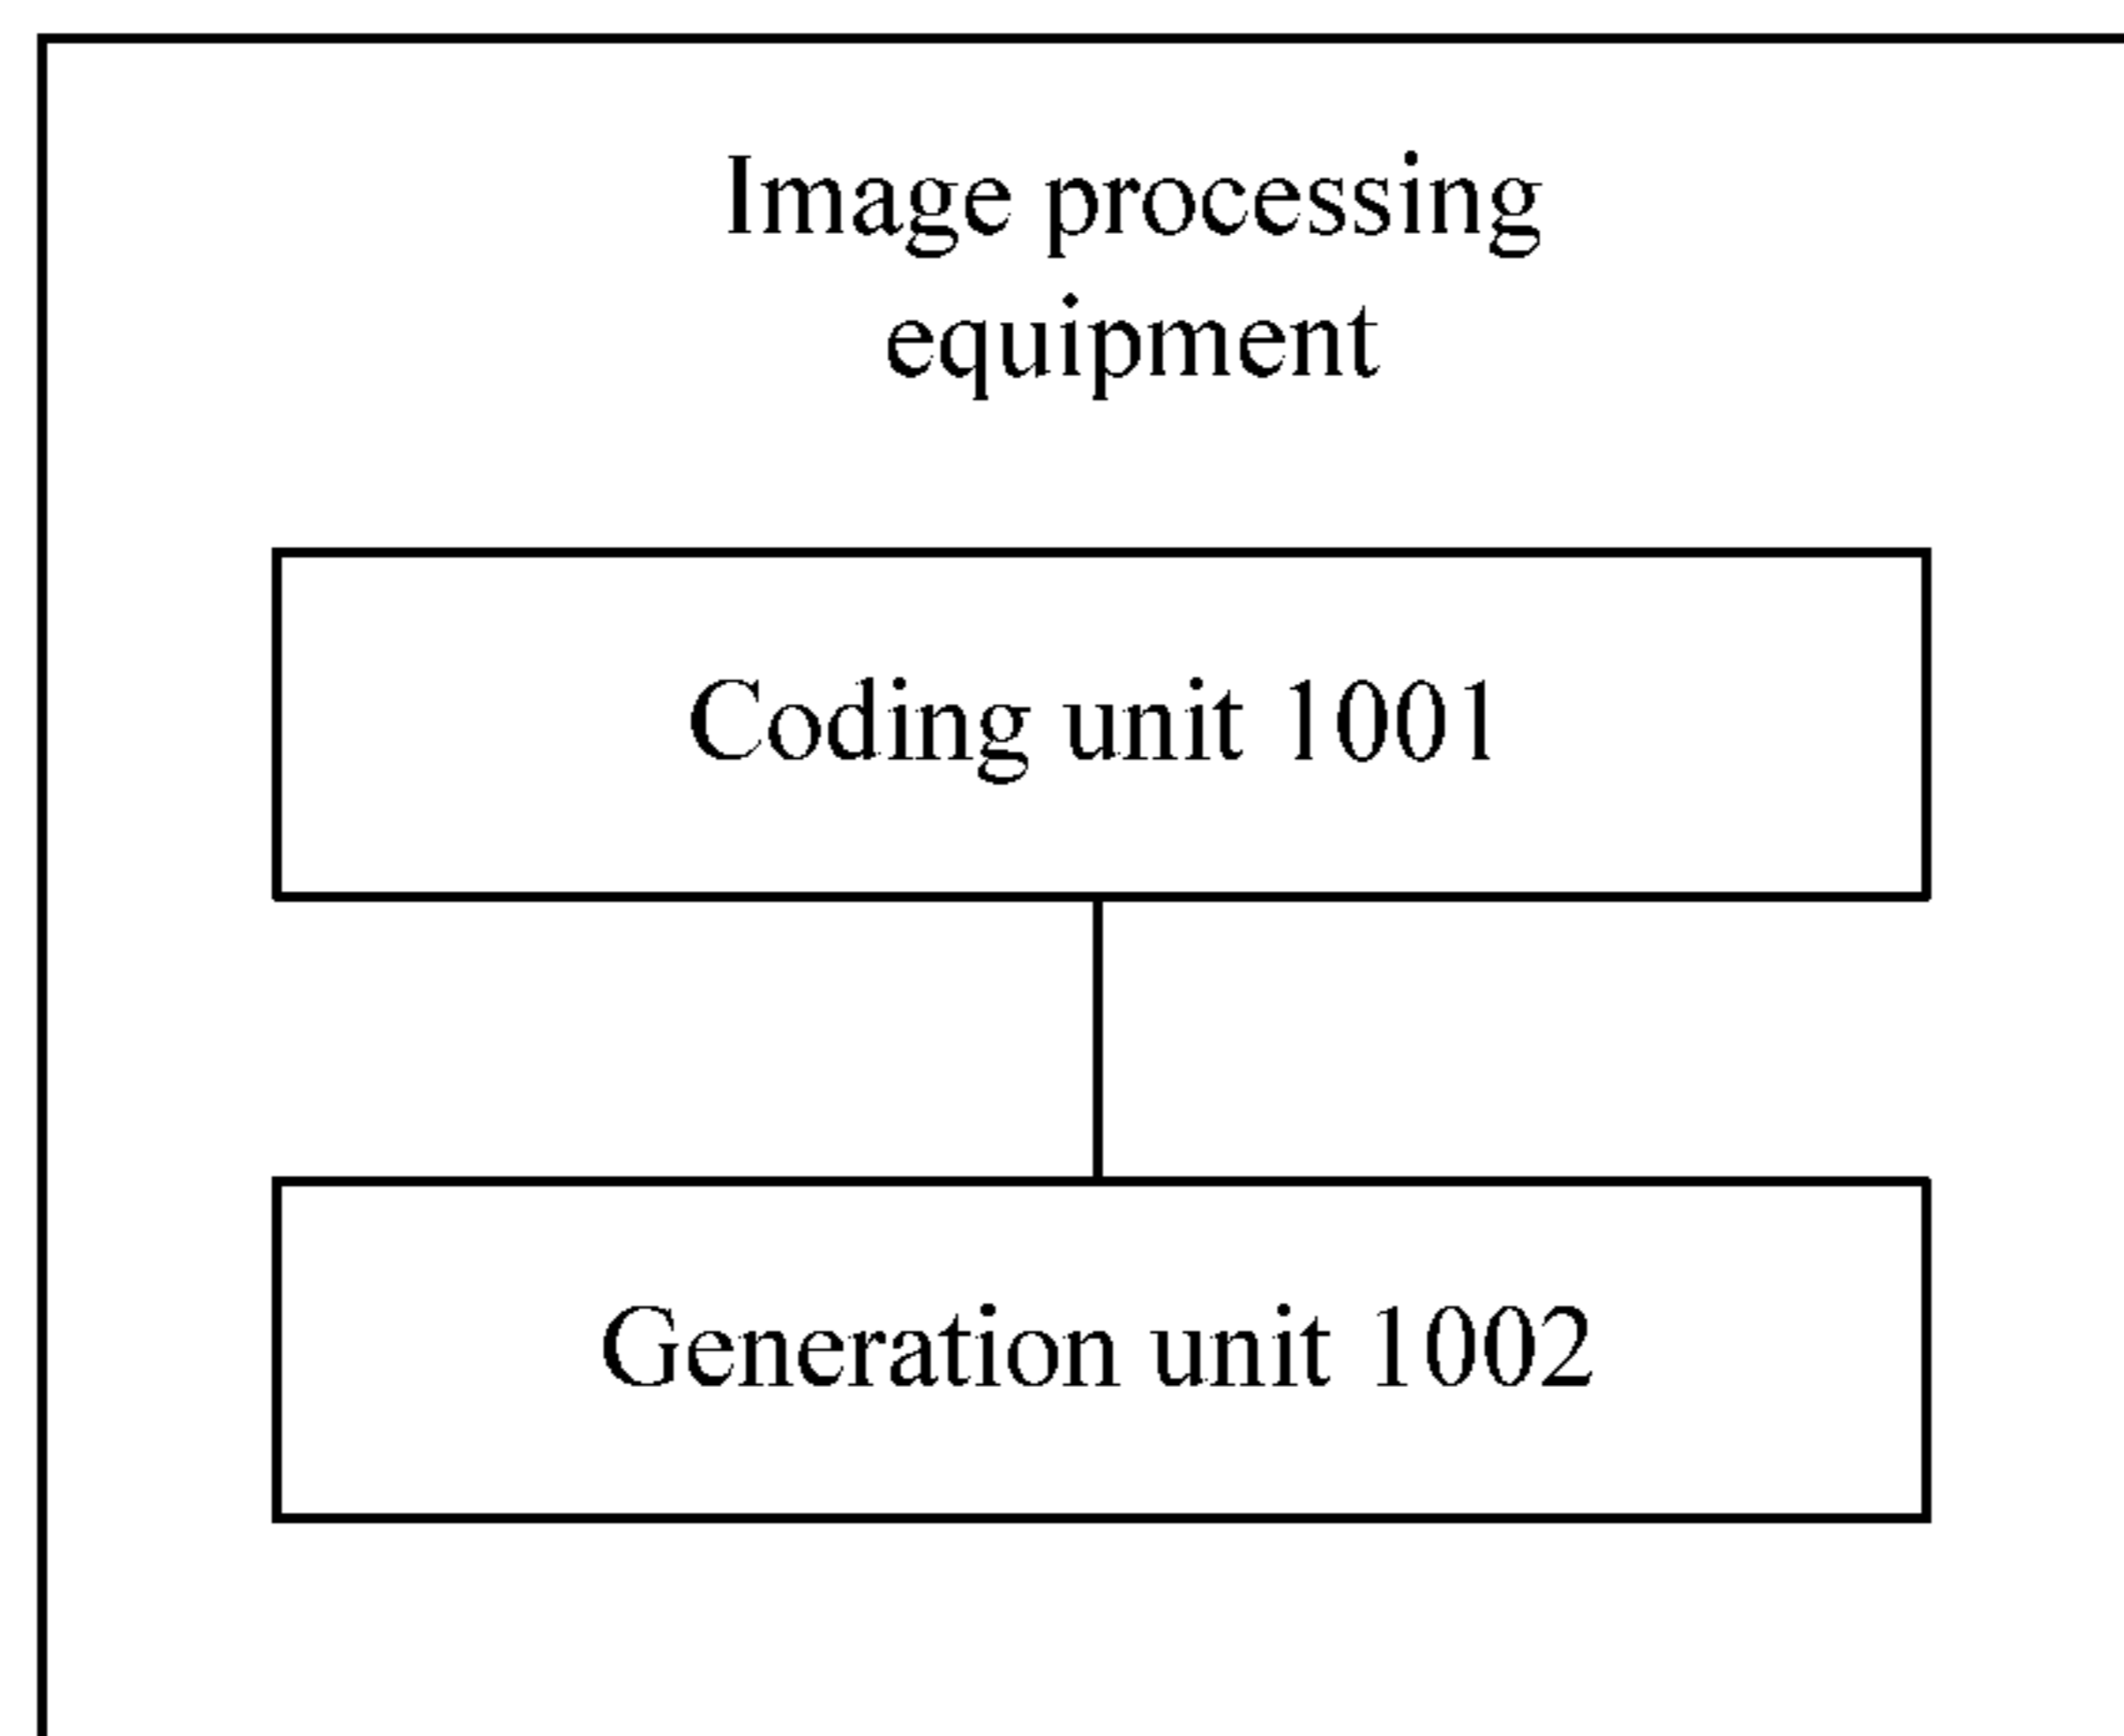 Image processing
equipment
Coding unit 1001
Generation unit 1002